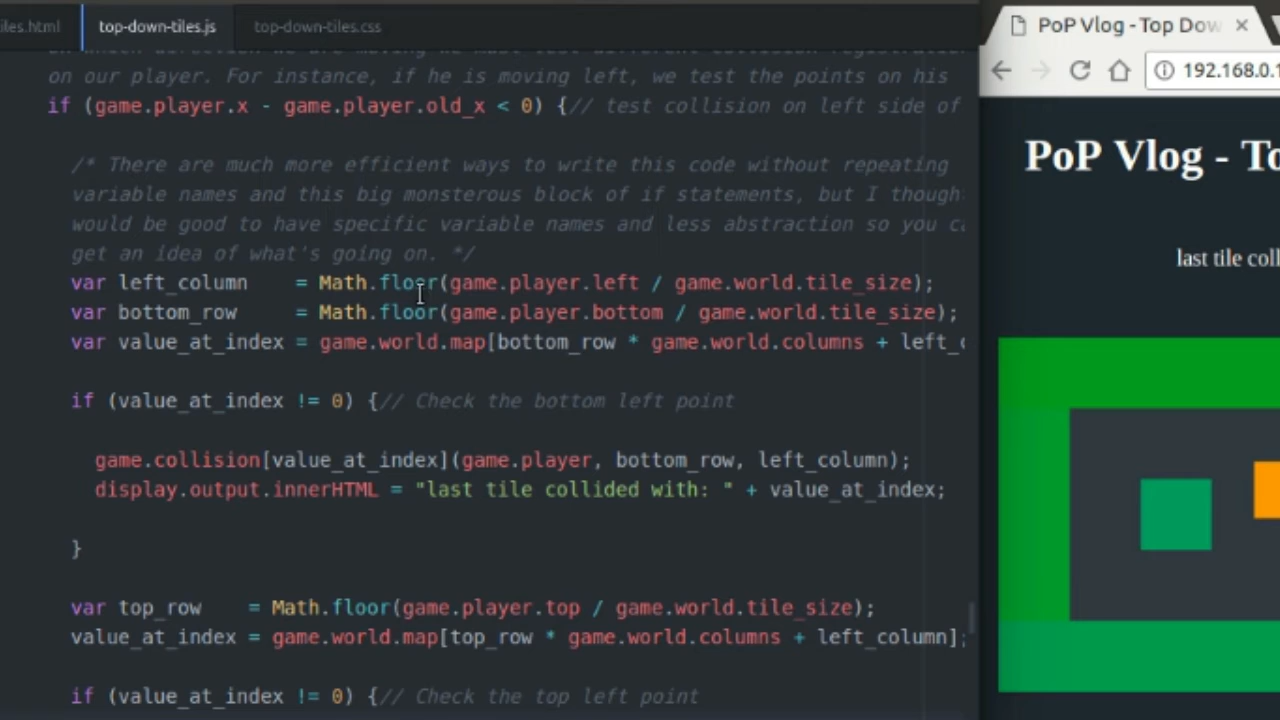 iles.html top-down-tiles.js top-down-tiles.css
on our player. For instance, if he is moving left, we test the points on his
if (game.player.x - game.player.old_x < 0) {// test collision on left side of
/* There are much more efficient ways to write this code without repeating
variable names and this big monsterous block of if statements, but I though
would be good to have specific variable names and less abstraction so you ca
get an idea of what's going on. */
var left_column    = Math.floor(game.player.left / game.world.tile_size);
var bottom_row     = Math.floor(game.player.bottom / game.world.tile_size);
var value_at_index = game.world.map[bottom_row * game.world.columns + left_c
if (value_at_index != 0) {// Check the bottom left point
game.collision[value_at_index](game.player, bottom_row, left_column);
display.output.innerHTML = "last tile collided with: " + value_at_index;
}
var top_row    = Math.floor(game.player.top / game.world.tile_size);
value_at_index = game.world.map[top_row * game.world.columns + left_column];
if (value_at_index != 0) {// Check the top left point
PoP Vlog - Top Dow
192.168.0.1
PoP Vlog - To
last tile coll